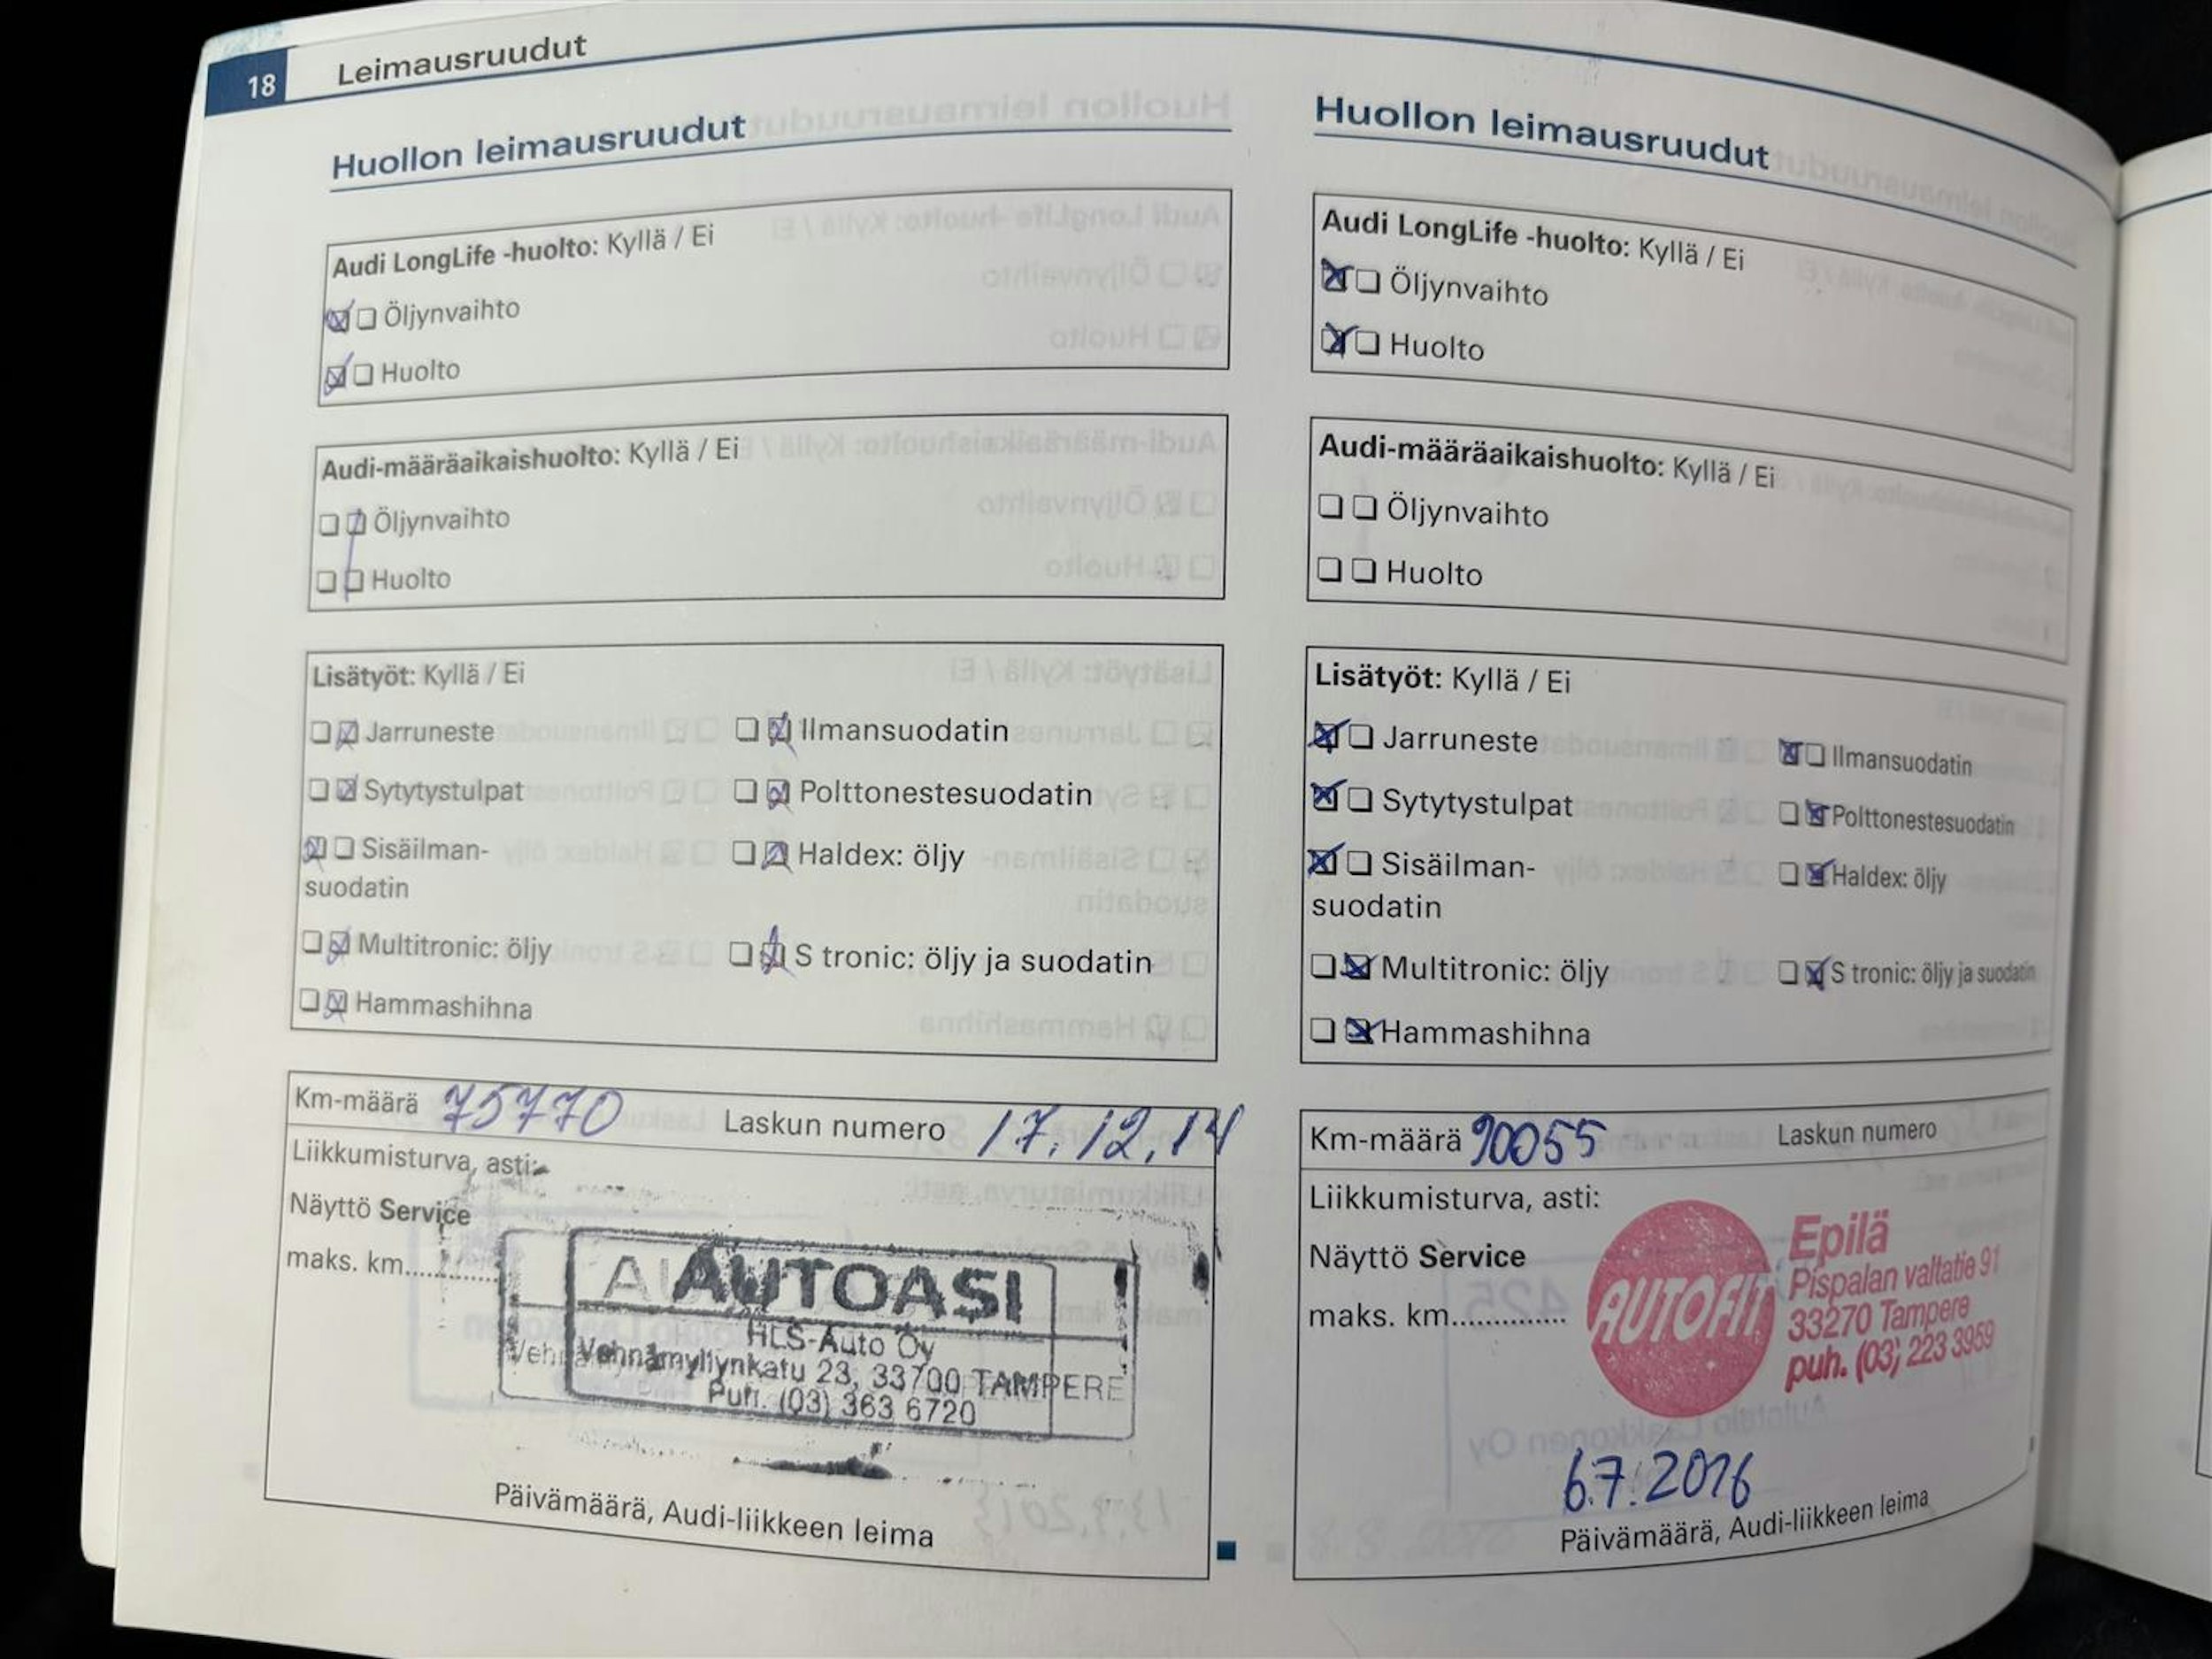 18 Leimausruudut
Huollon leimausruudut
Audi LongLife -huolto: Kyllä / Ei
Öljynvaihto
Huolto
Audi-määräaikaishuolto: Kyllä / Ei
Öljynvaihto
Huolto
Lisätyöt: Kyllä / Ei
Jarruneste Ilmansuodatin
Sytytystulpat Polttonestesuodatin
Sisäilman- Haldex: öljy
suodatin
Multitronic: öljy S tronic: öljy ja suodatin
Hammashihna
Km-määrä 75770 Laskun numero 17.12.14
Liikkumisturva, asti:
Näyttö Service
maks. km.............
AUTOASI
HLS-Auto Oy
Vehnämyllynkatu 23, 33700 TAMPERE
Puh. (03) 363 6720
Päivämäärä, Audi-liikkeen leima
Huollon leimausruudut
Audi LongLife -huolto: Kyllä / Ei
Öljynvaihto
Huolto
Audi-määräaikaishuolto: Kyllä / Ei
Öljynvaihto
Huolto
Lisätyöt: Kyllä / Ei
Jarruneste Ilmansuodatin
Sytytystulpat Polttonestesuodatin
Sisäilman- Haldex: öljy
suodatin
Multitronic: öljy S tronic: öljy ja suodatin
Hammashihna
Km-määrä 90055 Laskun numero
Liikkumisturva, asti:
Näyttö Service
maks. km..............
AUTOFIT
Epilä
Pispalan valtatie 91
33270 Tampere
puh. (03) 223 3959
6.7.2016
Päivämäärä, Audi-liikkeen leima